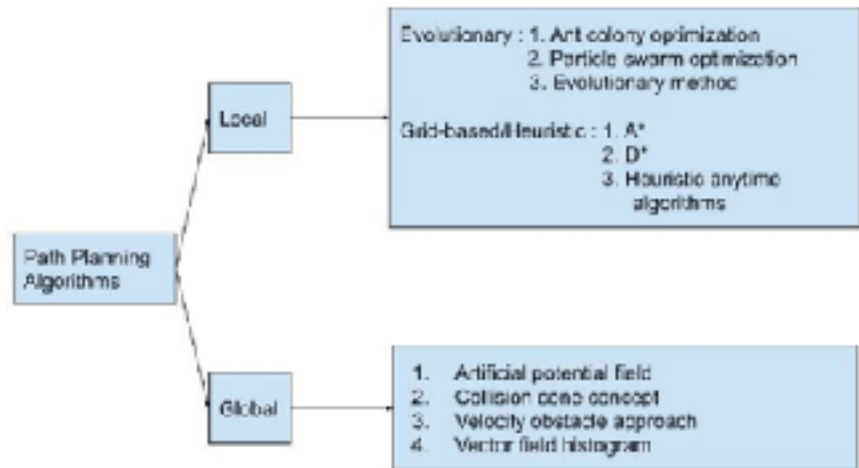 Evolutionary : 1. Ant colony optimization
2. Particle swarm optimization
3. Evolutionary method
Local
Grid-based/Heuristic : 1. A*
2. D*
3. Heuristic anytime
algorithms
Path Planning
Algorithms
Global
1. Artificial potential field
2. Collision cone concept
3. Velocity obstacle approach
4. Vector field histogram